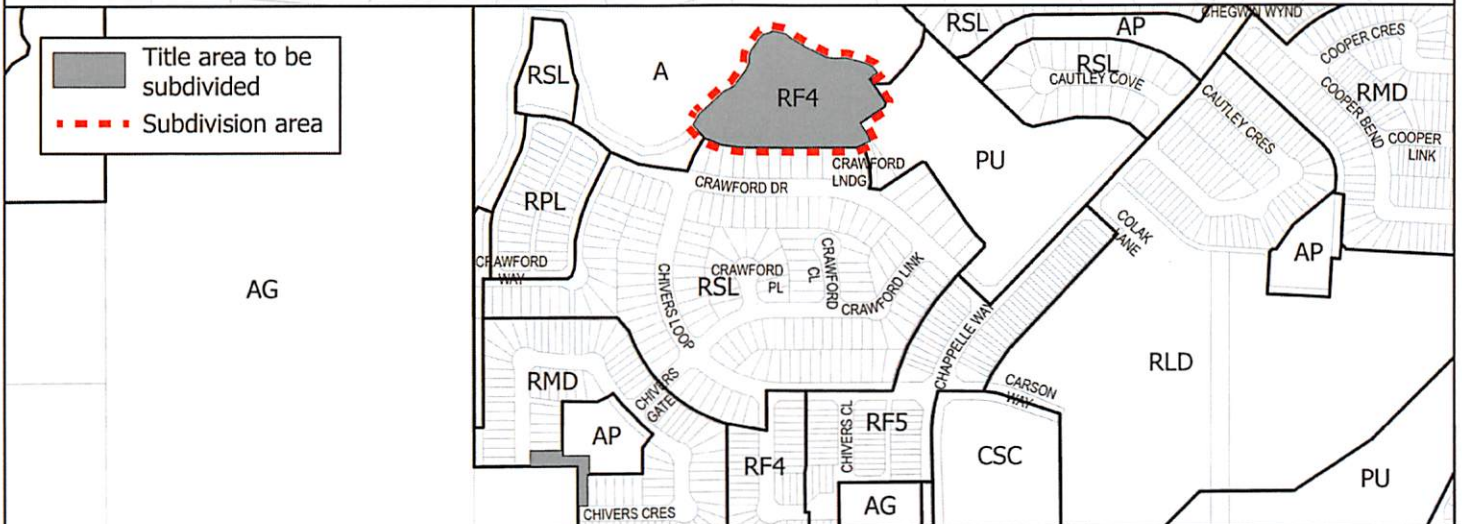 Title area to be
subdivided
Subdivision area
RSL
A
RF4
RSL
AP
CHEGWIN WYND
RSL
CAUTLEY COVE
COOPER CRES
RMD
COOPER BEND
COOPER
LINK
CAUTLEY CRES
PU
CRAWFORD
LNDG
CRAWFORD DR
RPL
CRAWFORD
WAY
AG
CHIVERS LOOP
RSL
CRAWFORD
PL
CRAWFORD
CL
CRAWFORD LINK
COLAK
LANE
AP
CHAPPELLE WAY
RLD
CARSON
WAY
RMD
CHIVERS
GATE
AP
RF4
CHIVERS CL
RF5
CSC
AG
PU
CHIVERS CRES